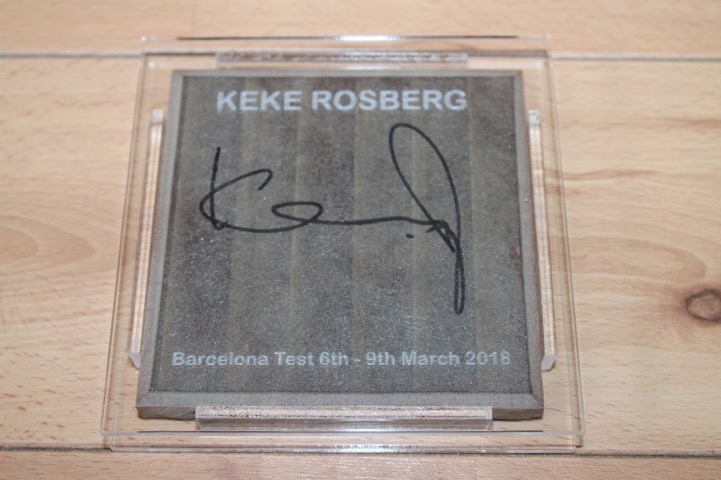 KEKE ROSBERG
Barcelona Test 6th - 9th March 2018